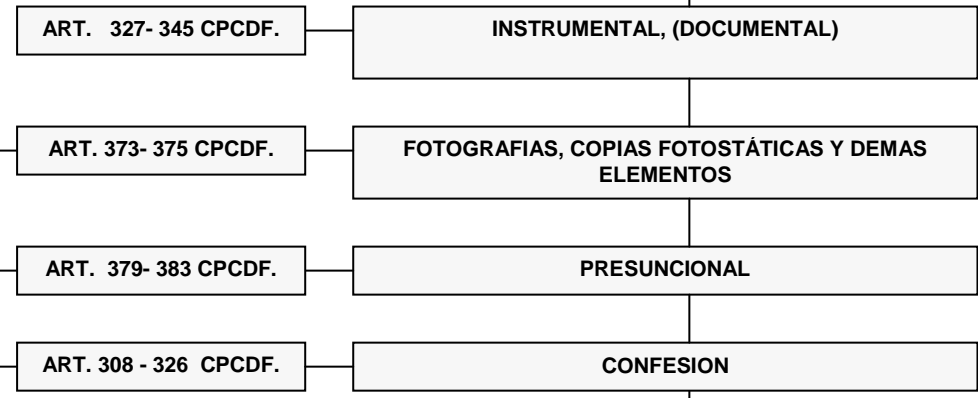 ART. 327- 345 CPCDF.
INSTRUMENTAL, (DOCUMENTAL)
ART. 373- 375 CPCDF.
FOTOGRAFIAS, COPIAS FOTOSTÁTICAS Y DEMAS
ELEMENTOS
ART. 379- 383 CPCDF.
PRESUNCIONAL
ART. 308 - 326 CPCDF.
CONFESION